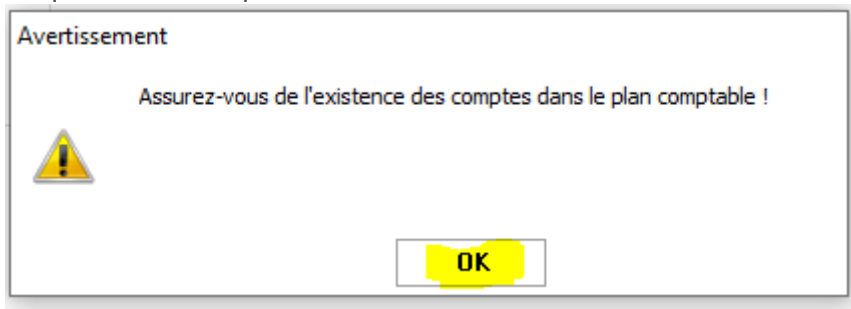 Avertissement
Assurez-vous de l'existence des comptes dans le plan comptable !
OK